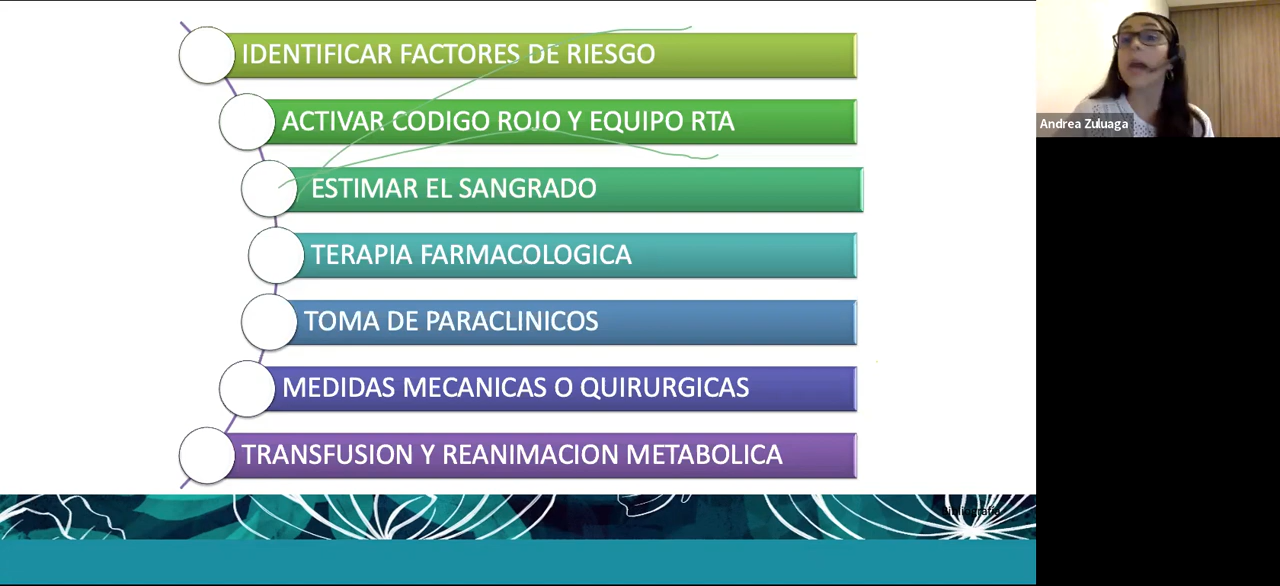 IDENTIFICAR FACTORES DE RIESGO
ACTIVAR CODIGO ROJO Y EQUIPO RTA
ESTIMAR EL SANGRADO
TERAPIA FARMACOLOGICA
TOMA DE PARACLINICOS
MEDIDAS MECANICAS O QUIRURGICAS
TRANSFUSION Y REANIMACION METABOLICA
Bibliografía
Andrea Zuluaga